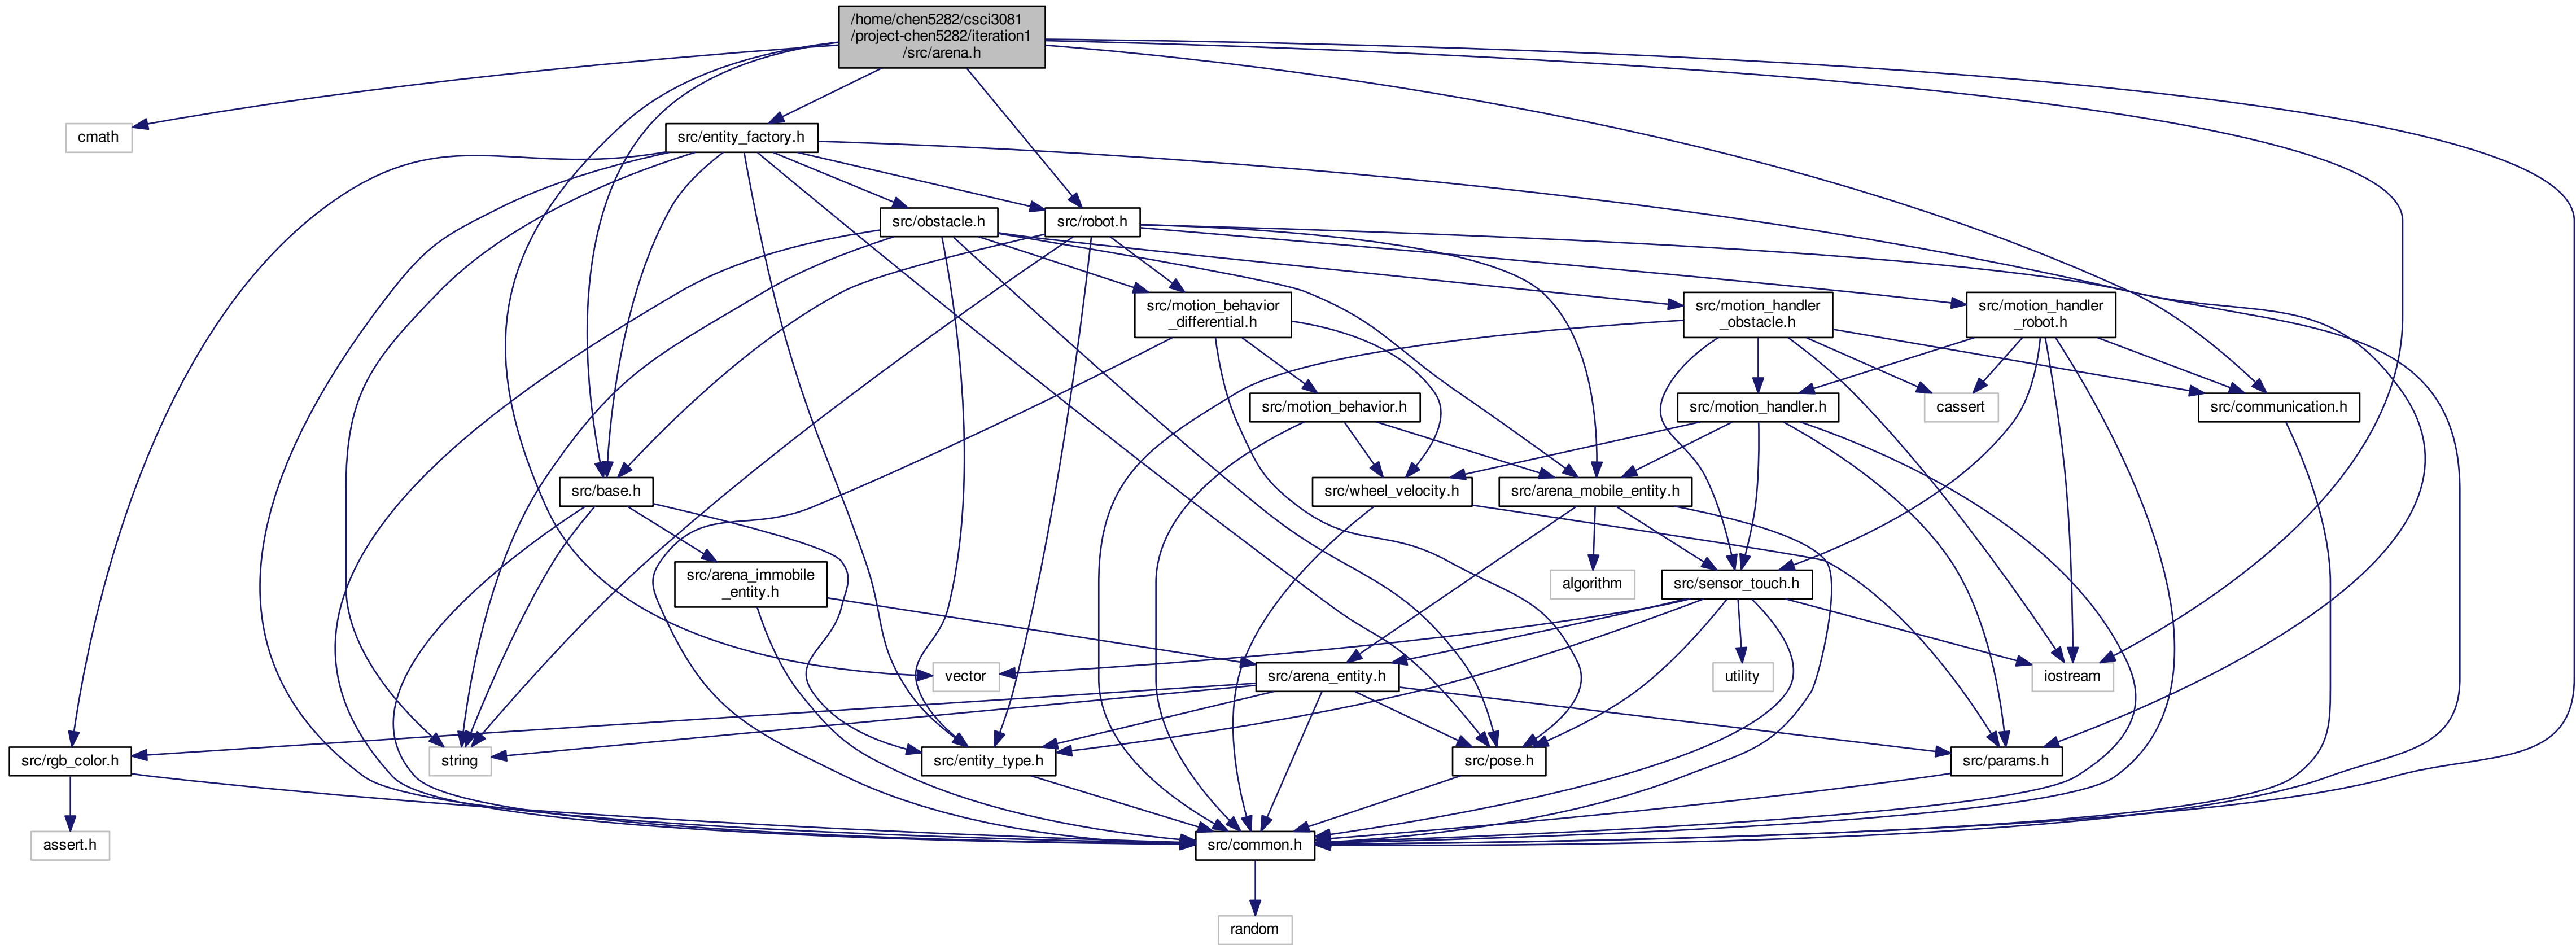 /home/chen5282/csci3081
/project-chen5282/iteration1
/src/arena.h
cmath
src/entity_factory.h
src/obstacle.h
src/robot.h
src/motion_behavior
_differential.h
src/motion_handler
_obstacle.h
src/motion_handler
_robot.h
src/motion_behavior.h
src/motion_handler.h
cassert
src/communication.h
src/base.h
src/wheel_velocity.h
src/arena_mobile_entity.h
src/arena_immobile
_entity.h
algorithm
src/sensor_touch.h
vector
src/arena_entity.h
utility
iostream
src/rgb_color.h
string
src/entity_type.h
src/pose.h
src/params.h
assert.h
src/common.h
random